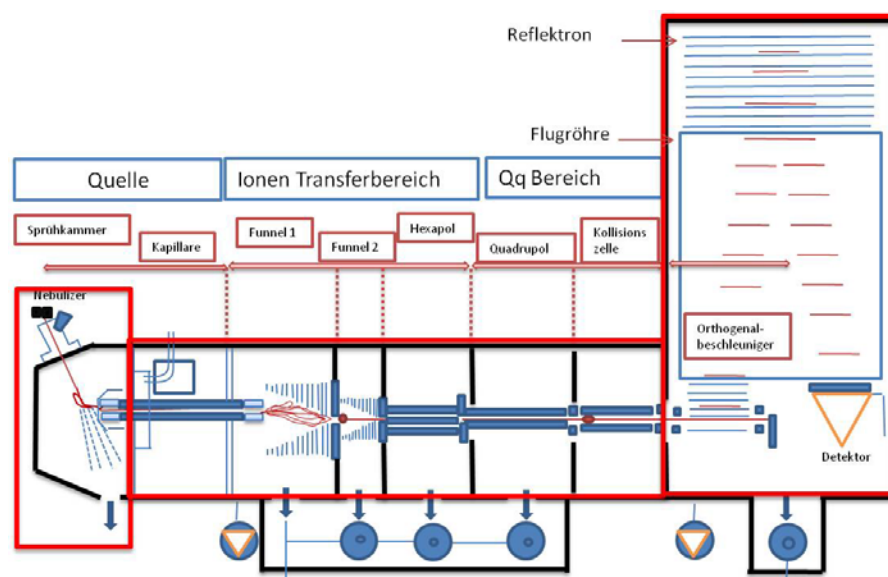 Reflektron
Flugröhre
Quelle
Ionen Transferbereich
Qq Bereich
Sprühkammer
Kapillare
Funnel 1
Funnel 2
Hexapol
Quadrupol
Kollisions
zelle
Nebulizer
Orthogenal-
beschleuniger
Detektor